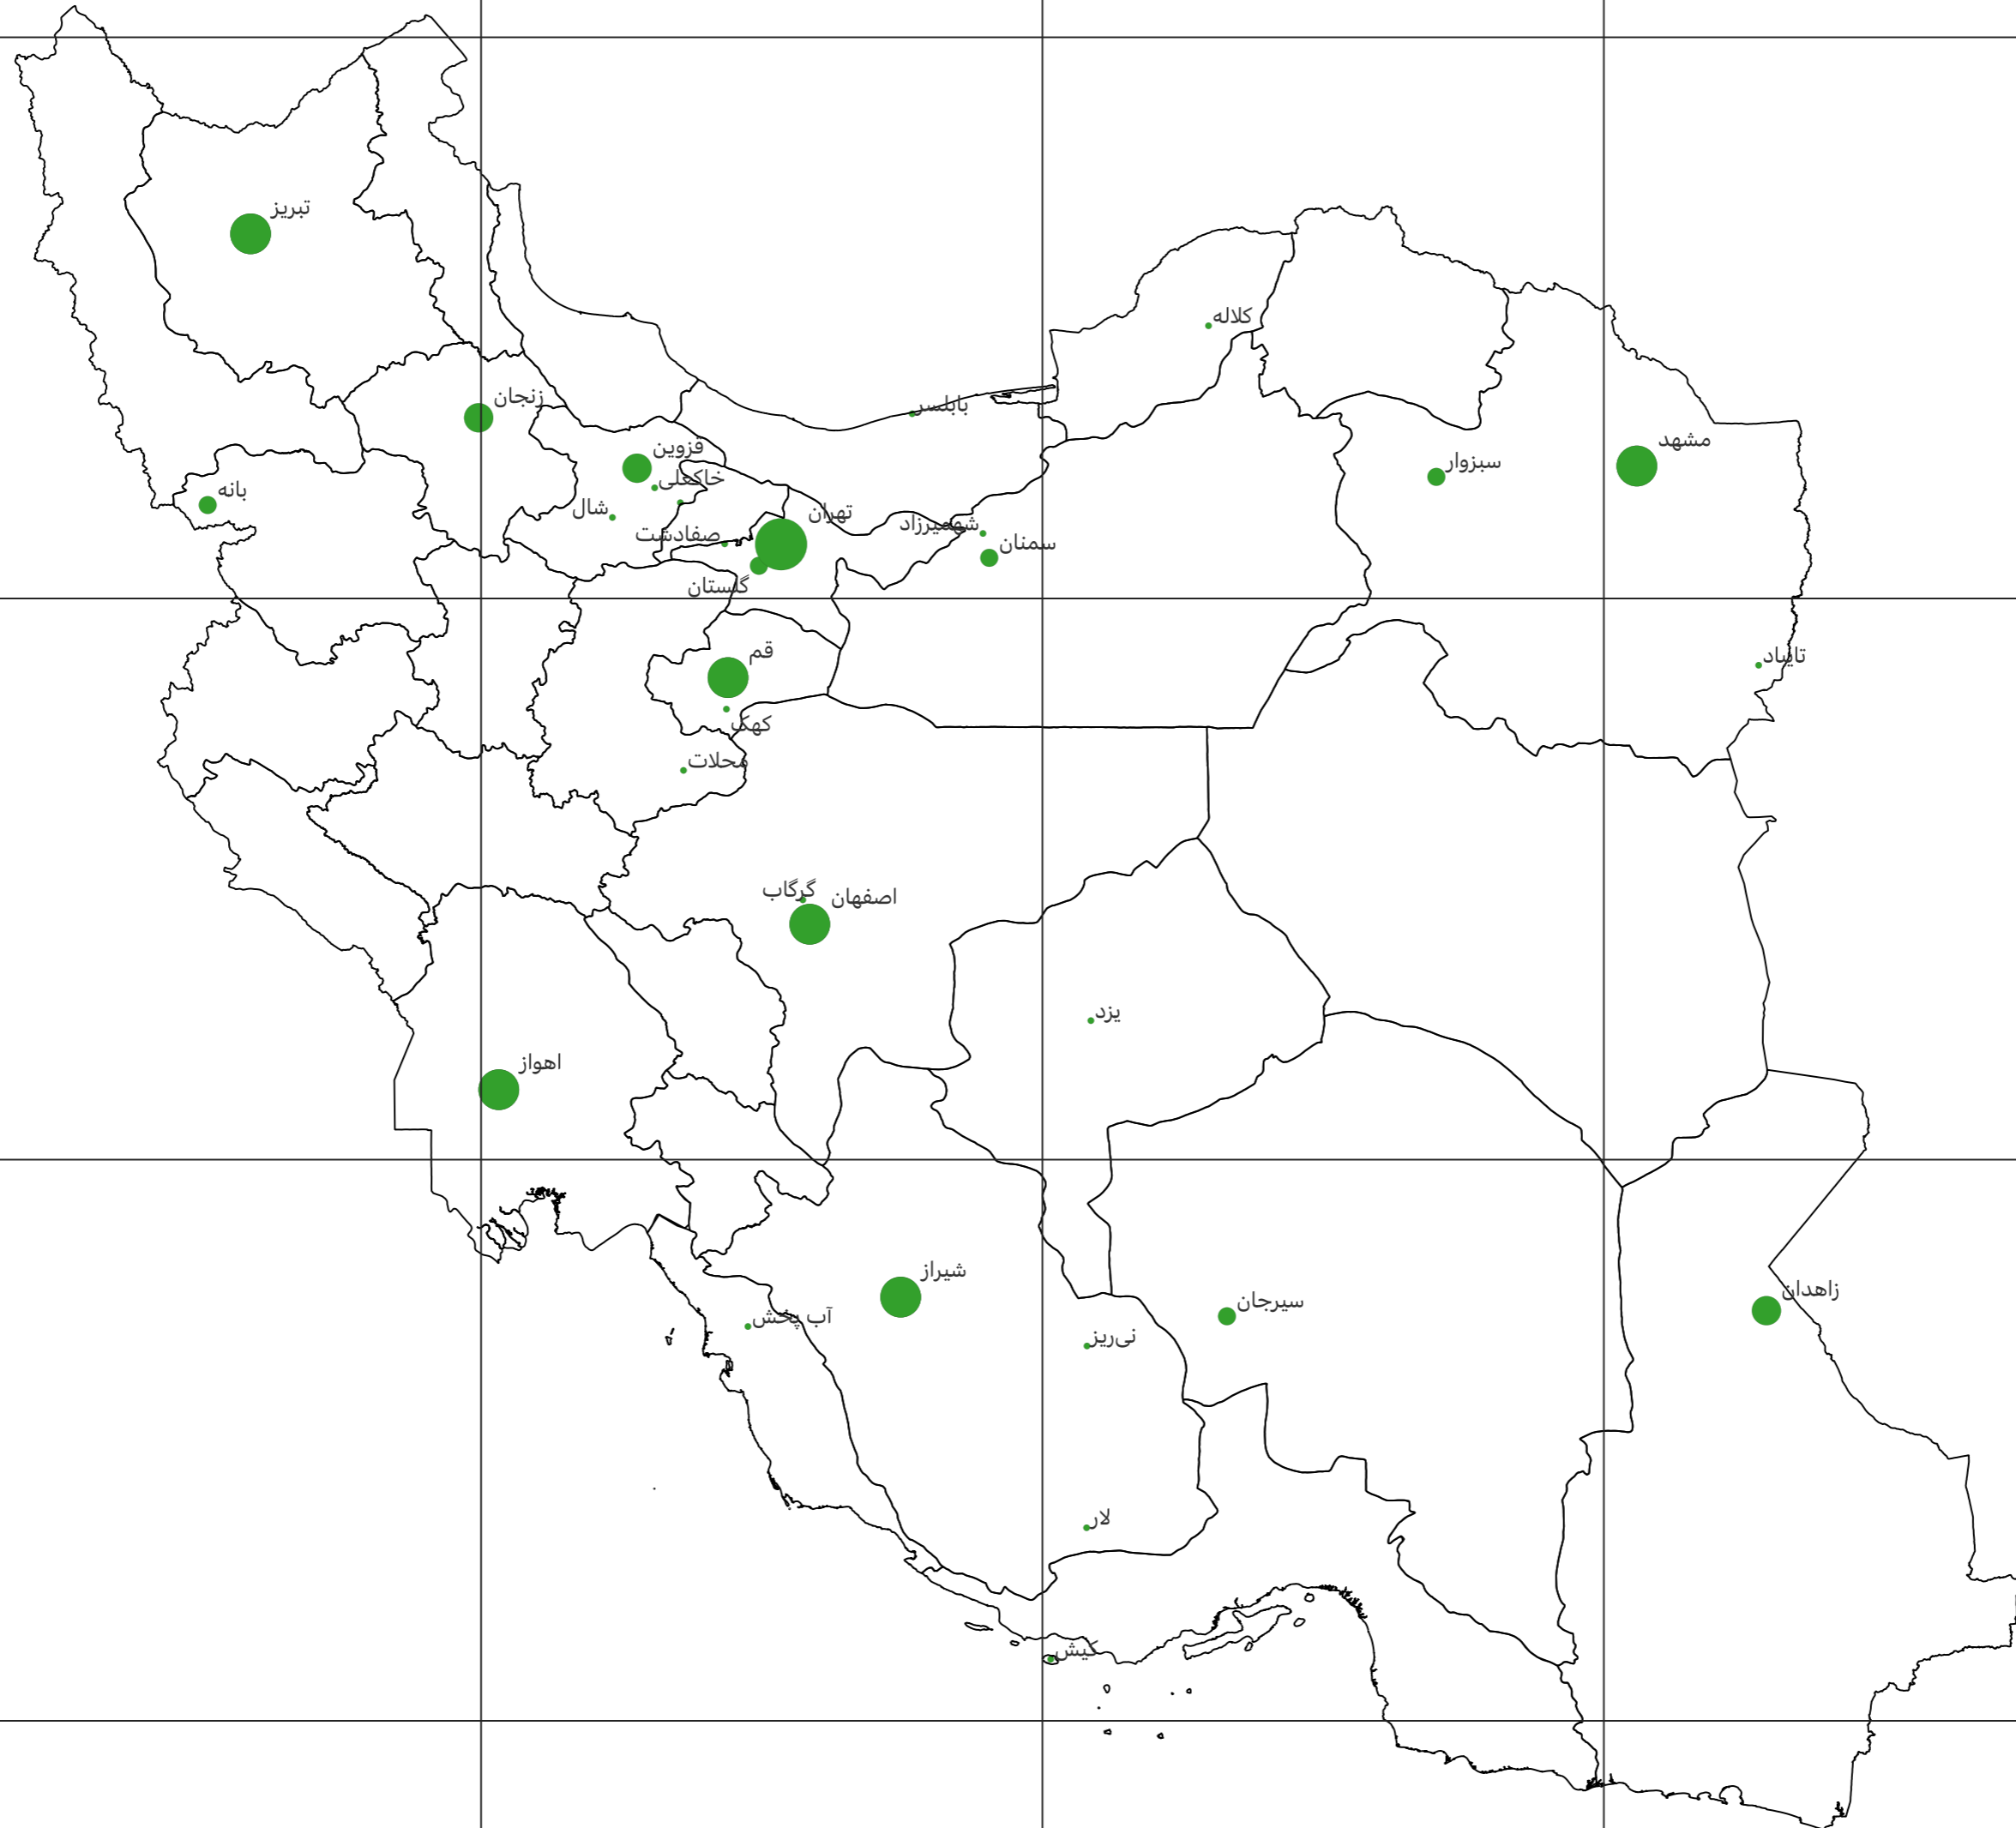 تبریز
کلاله
زنجان
بابلسر
مشهد
قزوین
سبزوار
خاکعلی
بانه
شال
تهران
شهمیرزاد
صفادشت
سمنان
گلستان
قم
تایباد
کهک
محلات
گرگاب
اصفهان
یزد
اهواز
شیراز
زاهدان
سیرجان
آب پخش
نی‌ریز
لار
کیش